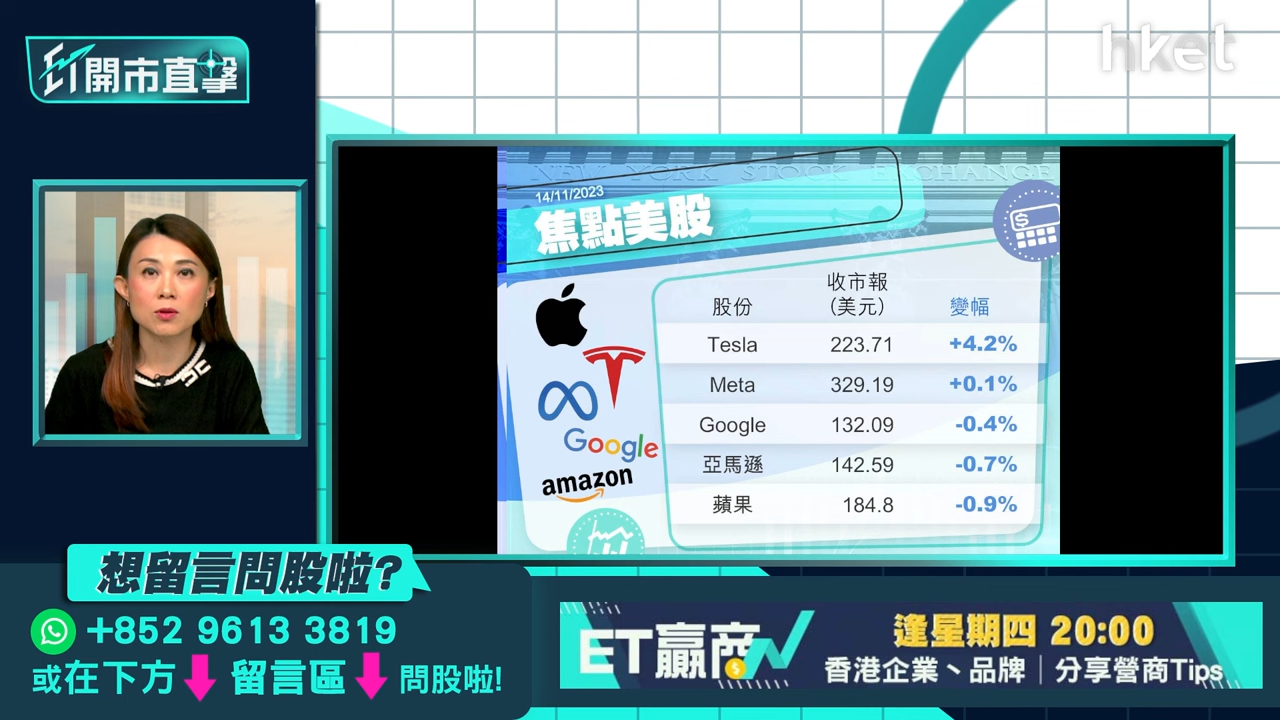 ET開市直擊
hket
NEW YORK STOCK EXCHANGE
14/11/2023
焦點美股
股份 收市報(美元) 變幅
Tesla 223.71 +4.2%
Meta 329.19 +0.1%
Google 132.09 -0.4%
亞馬遜 142.59 -0.7%
蘋果 184.8 -0.9%
Google
amazon
想留言問股啦?
+852 9613 3819
或在下方 留言區 問股啦!
ET贏商
逢星期四 20:00
香港企業、品牌｜分享營商Tips